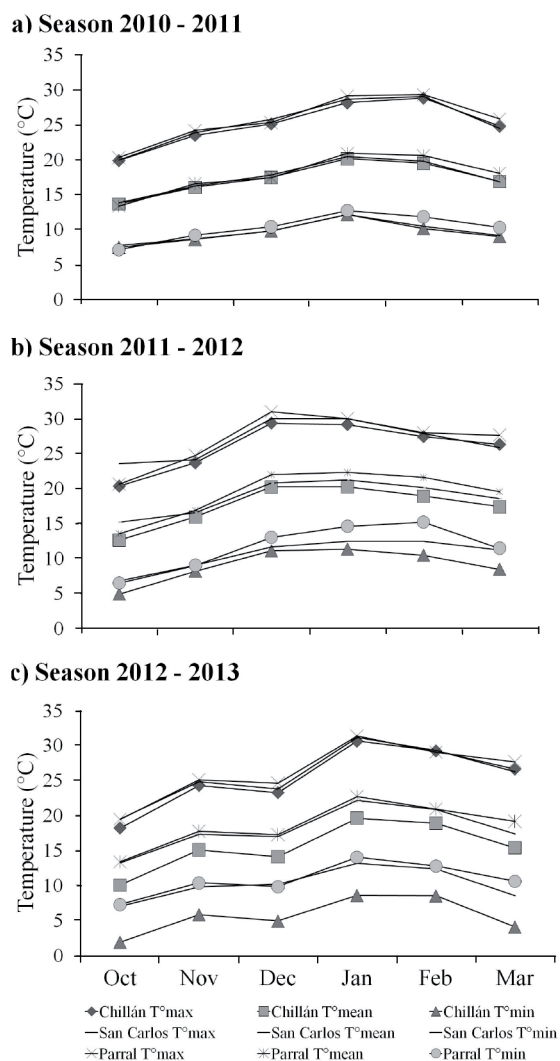 a) Season 2010 - 2011
35
30
25
20
15
10
5
0
Temperature (°C)
b) Season 2011 - 2012
35
30
25
20
15
10
5
0
Temperature (°C)
c) Season 2012 - 2013
35
30
25
20
15
10
5
0
Temperature (°C)
Oct Nov Dec Jan Feb Mar
Chillán T°max Chillán T°mean Chillán T°min
San Carlos T°max San Carlos T°mean San Carlos T°min
Parral T°max Parral T°mean Parral T°min